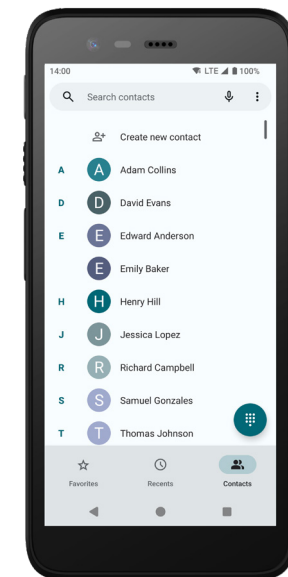 14:00 LTE 100%
Search contacts
Create new contact
A A Adam Collins
D D David Evans
E E Edward Anderson
E Emily Baker
H H Henry Hill
J J Jessica Lopez
R R Richard Campbell
S S Samuel Gonzales
T T Thomas Johnson
Favorites Recents Contacts